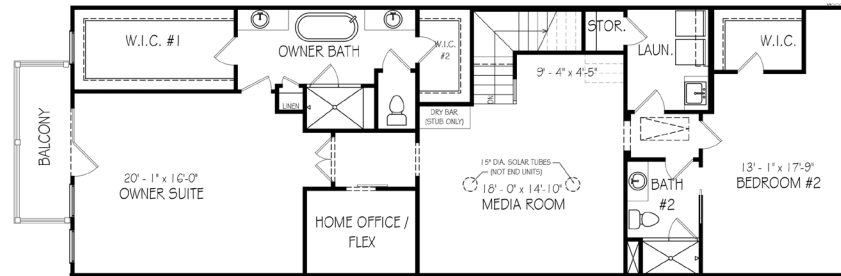 W.I.C. #1
OWNER BATH
W.I.C.
#2
STOR.
LAUN.
W.I.C.
9' - 4" x 4'-5"
LINEN
DN.
DRY BAR
(STUB ONLY)
BALCONY
20' - 1" x 16'-0"
OWNER SUITE
15" DIA. SOLAR TUBES
(NOT END UNITS)
18' - 0" x 14'-10"
MEDIA ROOM
13' - 1" x 17'-9"
BEDROOM #2
BATH
#2
HOME OFFICE /
FLEX